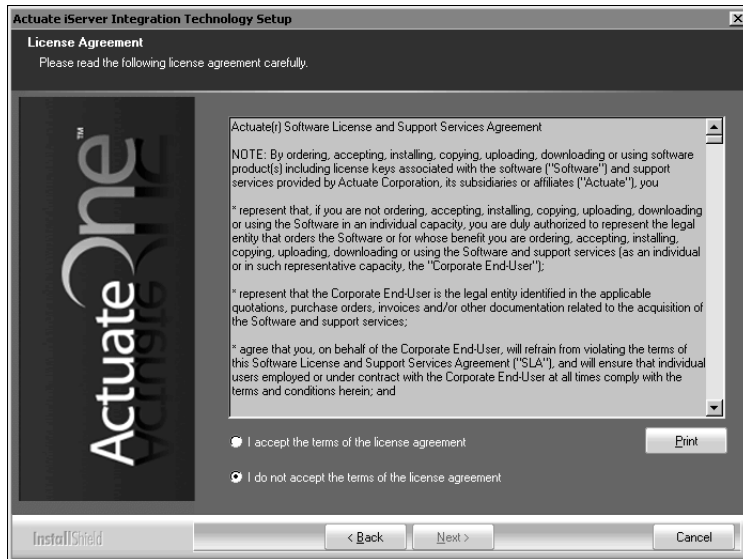 Actuate iServer Integration Technology Setup
License Agreement
Please read the following license agreement carefully.
ActuateOne™
Actuate(r) Software License and Support Services Agreement
NOTE: By ordering, accepting, installing, copying, uploading, downloading or using software
product(s) including license keys associated with the software ("Software") and support
services provided by Actuate Corporation, its subsidiaries or affiliates ("Actuate"), you
* represent that, if you are not ordering, accepting, installing, copying, uploading, downloading
or using the Software in an individual capacity, you are duly authorized to represent the legal
entity that orders the Software or for whose benefit you are ordering, accepting, installing,
copying, uploading, downloading or using the Software and support services (as an individual
or in such representative capacity, the "Corporate End-User");
* represent that the Corporate End-User is the legal entity identified in the applicable
quotations, purchase orders, invoices and/or other documentation related to the acquisition of
the Software and support services;
* agree that you, on behalf of the Corporate End-User, will refrain from violating the terms of
this Software License and Support Services Agreement ("SLA"), and will ensure that individual
users employed or under contract with the Corporate End-User at all times comply with the
terms and conditions herein; and
I accept the terms of the license agreement
Print
I do not accept the terms of the license agreement
InstallShield
< Back
Next >
Cancel